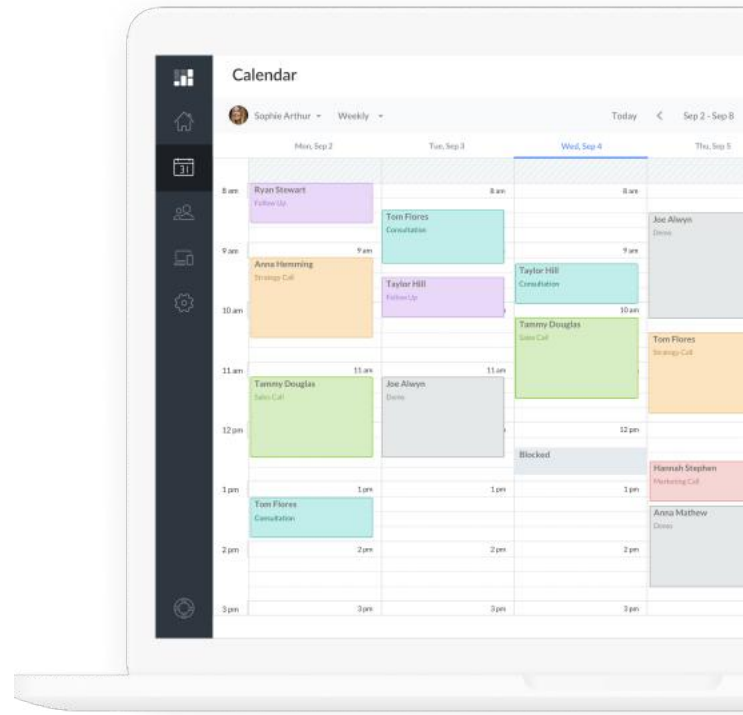 Calendar
Sophie Arthur Weekly Today Sep 2 - Sep 8
Mon, Sep 2 Tue, Sep 3 Wed, Sep 4 Thu, Sep 5
31
8 am Ryan Stewart 8 am 8 am
Follow Up
Tom Flores Joe Alwyn
Consultation Demo
9 am 9 am 9 am
Anna Hemming Taylor Hill
Strategy Call Consultation
Taylor Hill
Follow Up
10 am 10 am
Tammy Douglas
Sales Call
Tom Flores
Strategy Call
11 am 11 am 11 am
Tammy Douglas Joe Alwyn
Sales Call Demo
12 pm 12 pm
Blocked
Hannah Stephen
Marketing Call
1 pm 1 pm 1 pm 1 pm
Tom Flores Anna Mathew
Consultation Demo
2 pm 2 pm 2 pm 2 pm
3 pm 3 pm 3 pm 3 pm